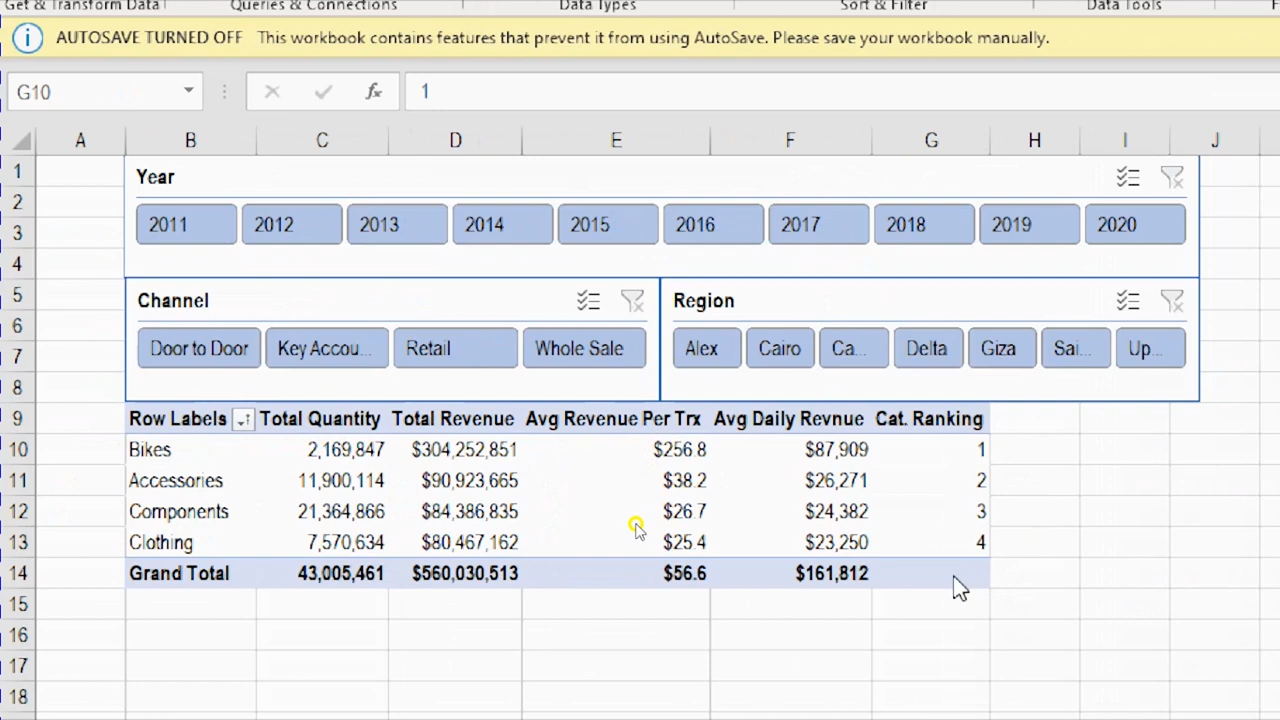 Get & Transform Data Queries & Connections Data Types Sort & Filter Data Tools
AUTOSAVE TURNED OFF This workbook contains features that prevent it from using AutoSave. Please save your workbook manually.
G10 fx 1
A B C D E F G H I J
1 Year
2 2011 2012 2013 2014 2015 2016 2017 2018 2019 2020
3
4
5 Channel Region
6
7 Door to Door Key Accou... Retail Whole Sale Alex Cairo Ca... Delta Giza Sai... Up...
8
9 Row Labels Total Quantity Total Revenue Avg Revenue Per Trx Avg Daily Revnue Cat. Ranking
10 Bikes 2,169,847 $304,252,851 $256.8 $87,909 1
11 Accessories 11,900,114 $90,923,665 $38.2 $26,271 2
12 Components 21,364,866 $84,386,835 $26.7 $24,382 3
13 Clothing 7,570,634 $80,467,162 $25.4 $23,250 4
14 Grand Total 43,005,461 $560,030,513 $56.6 $161,812
15
16
17
18